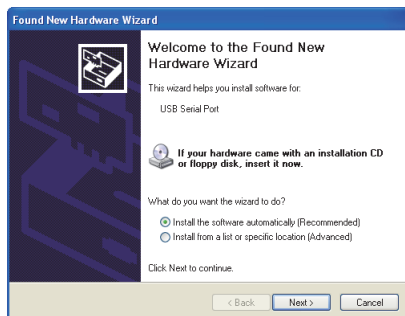 Found New Hardware Wizard
Welcome to the Found New
Hardware Wizard
This wizard helps you install software for:
USB Serial Port
If your hardware came with an installation CD
or floppy disk, insert it now.
What do you want the wizard to do?
Install the software automatically (Recommended)
Install from a list or specific location (Advanced)
Click Next to continue.
< Back
Next >
Cancel